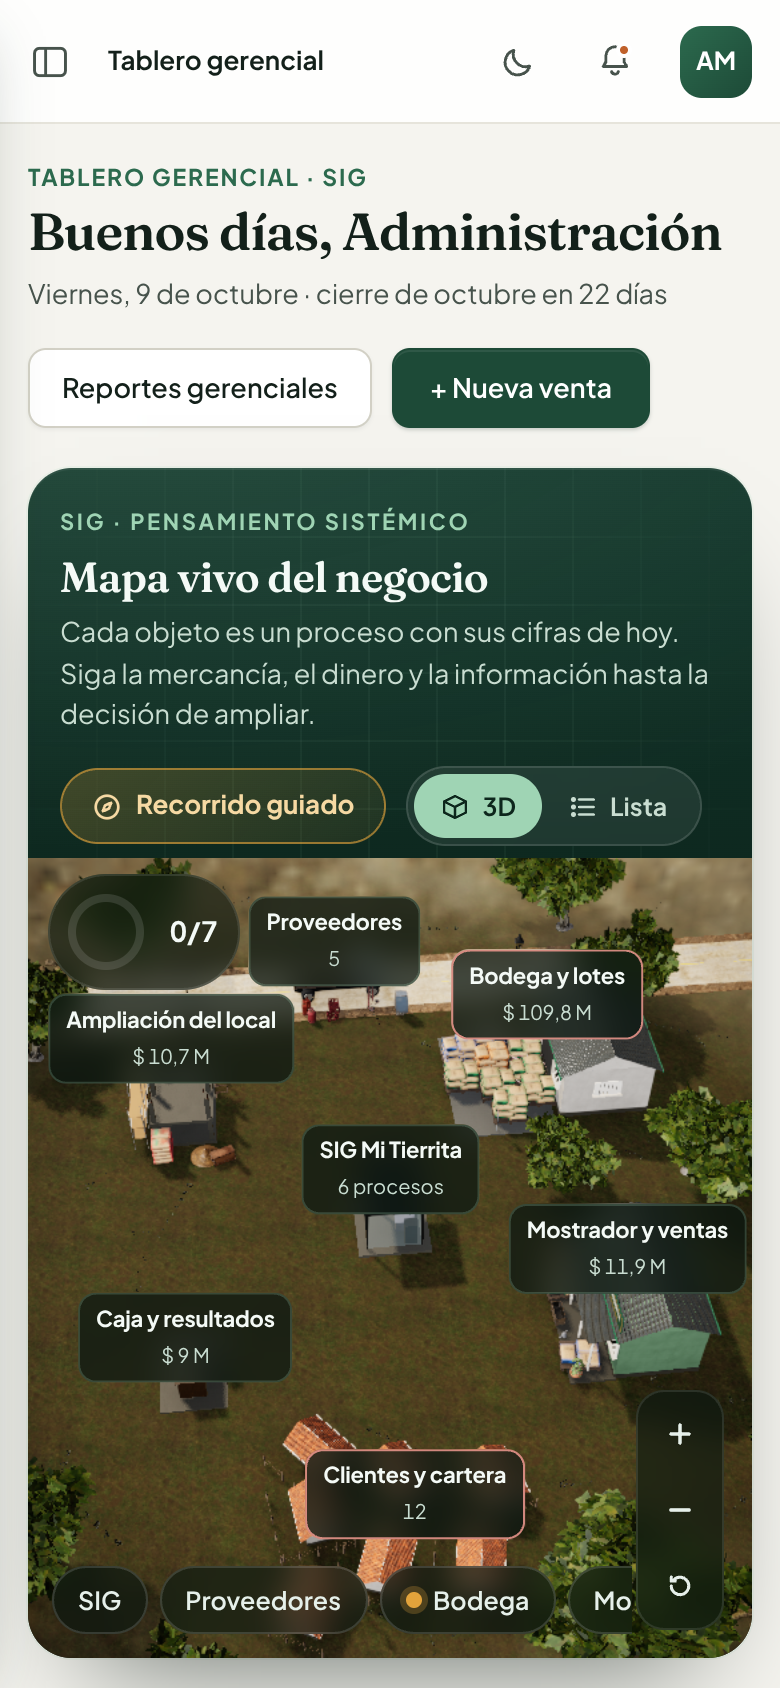 Tablero gerencial
AM
TABLERO GERENCIAL · SIG
Buenos días, Administración
Viernes, 9 de octubre · cierre de octubre en 22 días
Reportes gerenciales
+ Nueva venta
SIG · PENSAMIENTO SISTÉMICO
Mapa vivo del negocio
Cada objeto es un proceso con sus cifras de hoy.
Siga la mercancía, el dinero y la información hasta la
decisión de ampliar.
Recorrido guiado
3D
Lista
0/7
Proveedores
5
Bodega y lotes
$ 109,8 M
Ampliación del local
$ 10,7 M
SIG Mi Tierrita
6 procesos
Mostrador y ventas
$ 11,9 M
Caja y resultados
$ 9 M
Clientes y cartera
12
SIG
Proveedores
Bodega
Mo